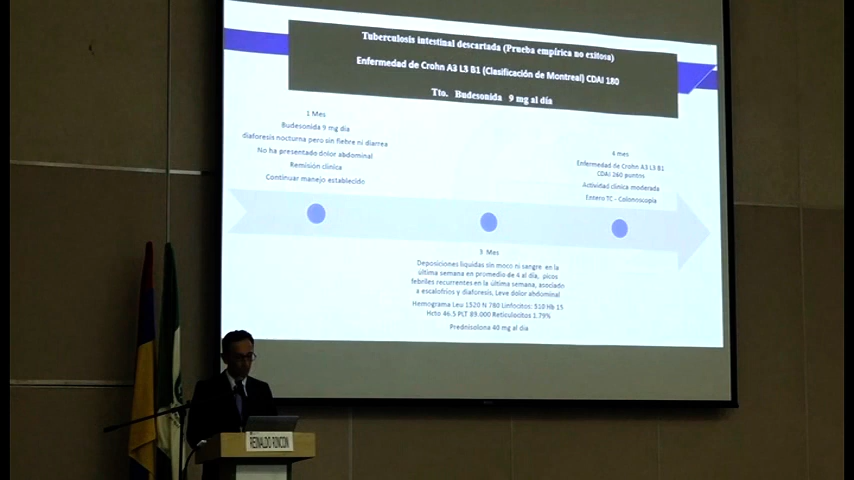 Tuberculosis intestinal descartada (Prueba empírica no exitosa)
Enfermedad de Crohn A3 L3 B1 (Clasificación de Montreal) CDAI 180
Tto. Budesonida 9 mg al día
1 Mes
Budesonida 9 mg dia
diaforesis nocturna pero sin fiebre ni diarrea
No ha presentado dolor abdominal
Remisión clínica
Continuar manejo establecido
3 Mes
Deposiciones liquidas sin moco ni sangre en la
última semana en promedio de 4 al día, picos
febriles recurrentes en la última semana, asociado
a escalofríos y diaforesis, Leve dolor abdominal
Hemograma Leu 1320 N 780 Linfocitos: 510 Hb 15
Hcto 46.5 PLT 89.000 Reticulocitos 1.79%
Prednisolona 40 mg al dia
4 mes
Enfermedad de Crohn A3 L3 B1
CDAI 260 puntos
Actividad clínica moderada
Entero TC - Colonoscopía
REINALDO RINCON